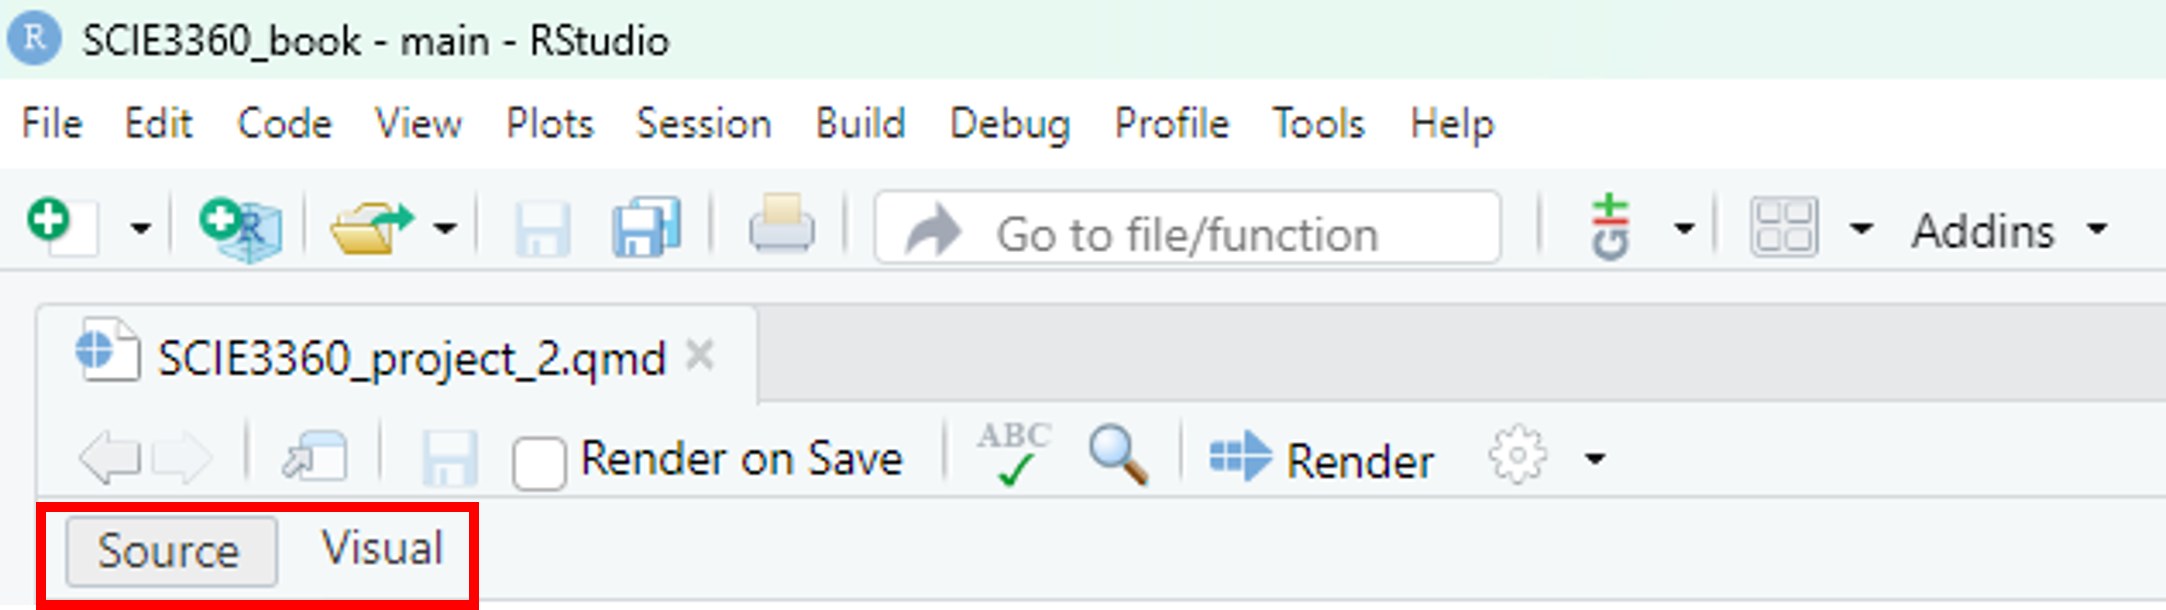 R SCIE3360_book - main - RStudio
File Edit Code View Plots Session Build Debug Profile Tools Help
R Go to file/function Git Addins
SCIE3360_project_2.qmd
Render on Save ABC Render
Source Visual